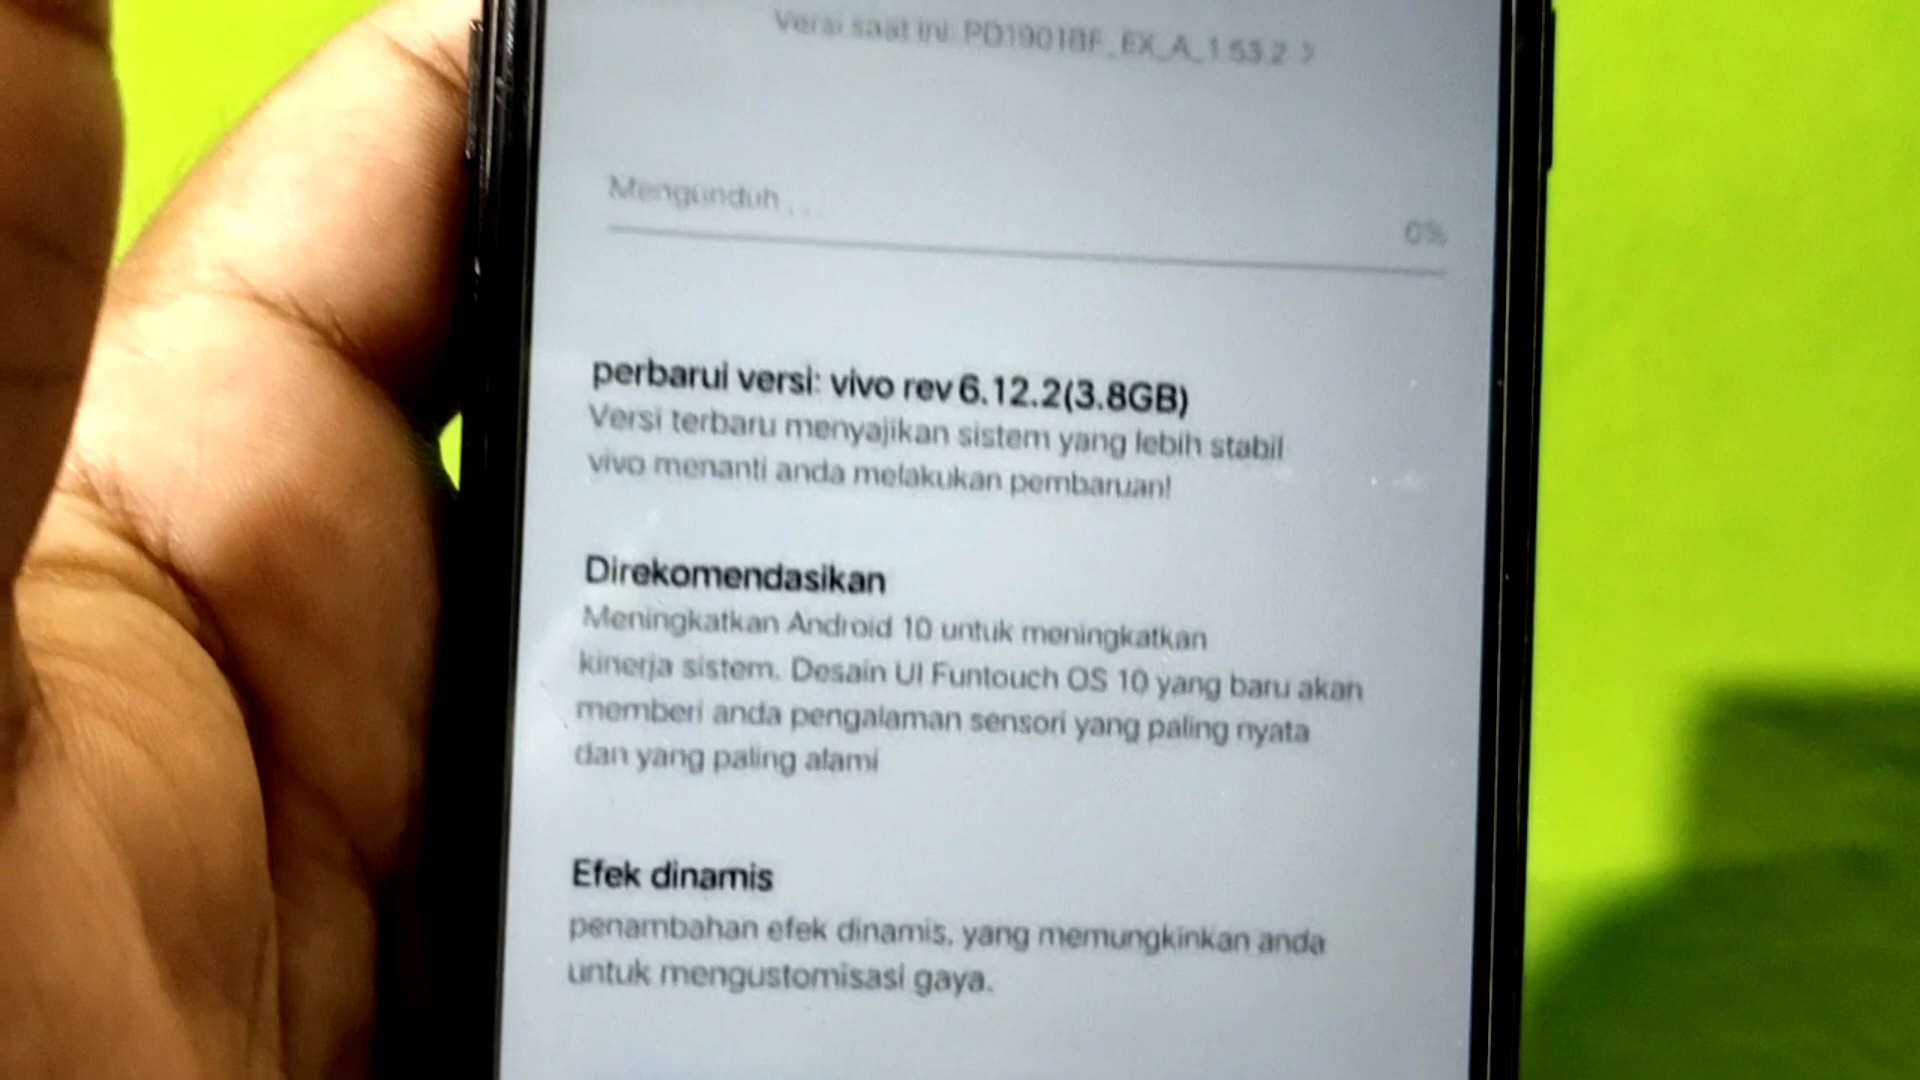 Versi saat ini: PD1901BF_EX_A_1.53.2 >
Mengunduh . . .
0%
perbarui versi: vivo rev 6.12.2(3.8GB)
Versi terbaru menyajikan sistem yang lebih stabil
vivo menanti anda melakukan pembaruan!
Direkomendasikan
Meningkatkan Android 10 untuk meningkatkan
kinerja sistem. Desain UI Funtouch OS 10 yang baru akan
memberi anda pengalaman sensori yang paling nyata
dan yang paling alami
Efek dinamis
penambahan efek dinamis, yang memungkinkan anda
untuk mengustomisasi gaya.